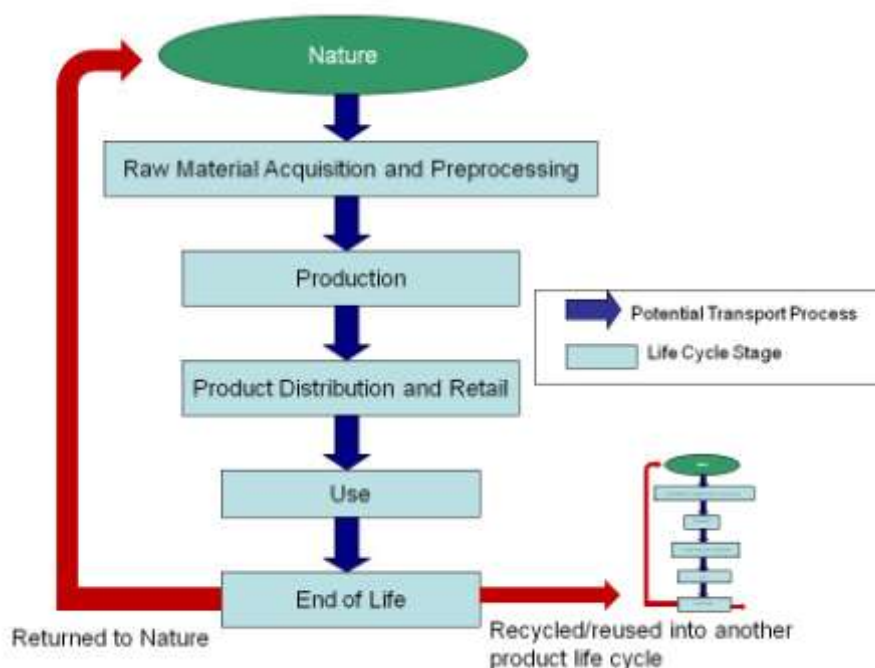 Nature
Raw Material Acquisition and Preprocessing
Production
Potential Transport Process
Life Cycle Stage
Product Distribution and Retail
Use
End of Life
Returned to Nature
Recycled/reused into another
product life cycle